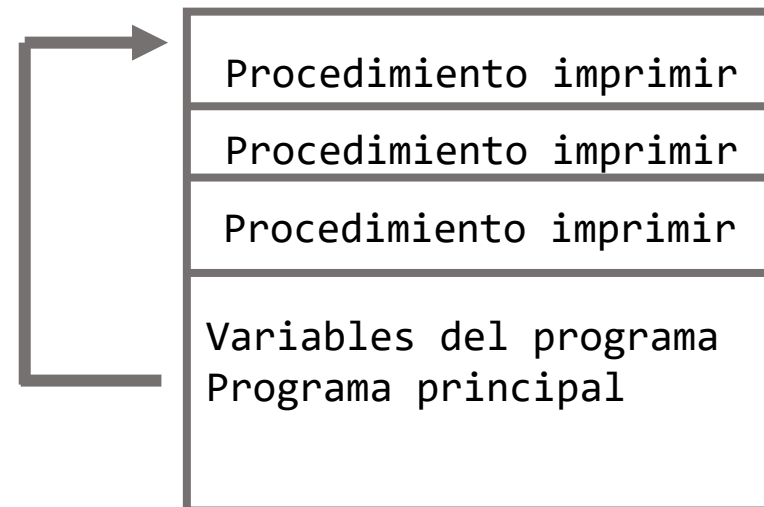 Procedimiento imprimir
Procedimiento imprimir
Procedimiento imprimir
Variables del programa
Programa principal